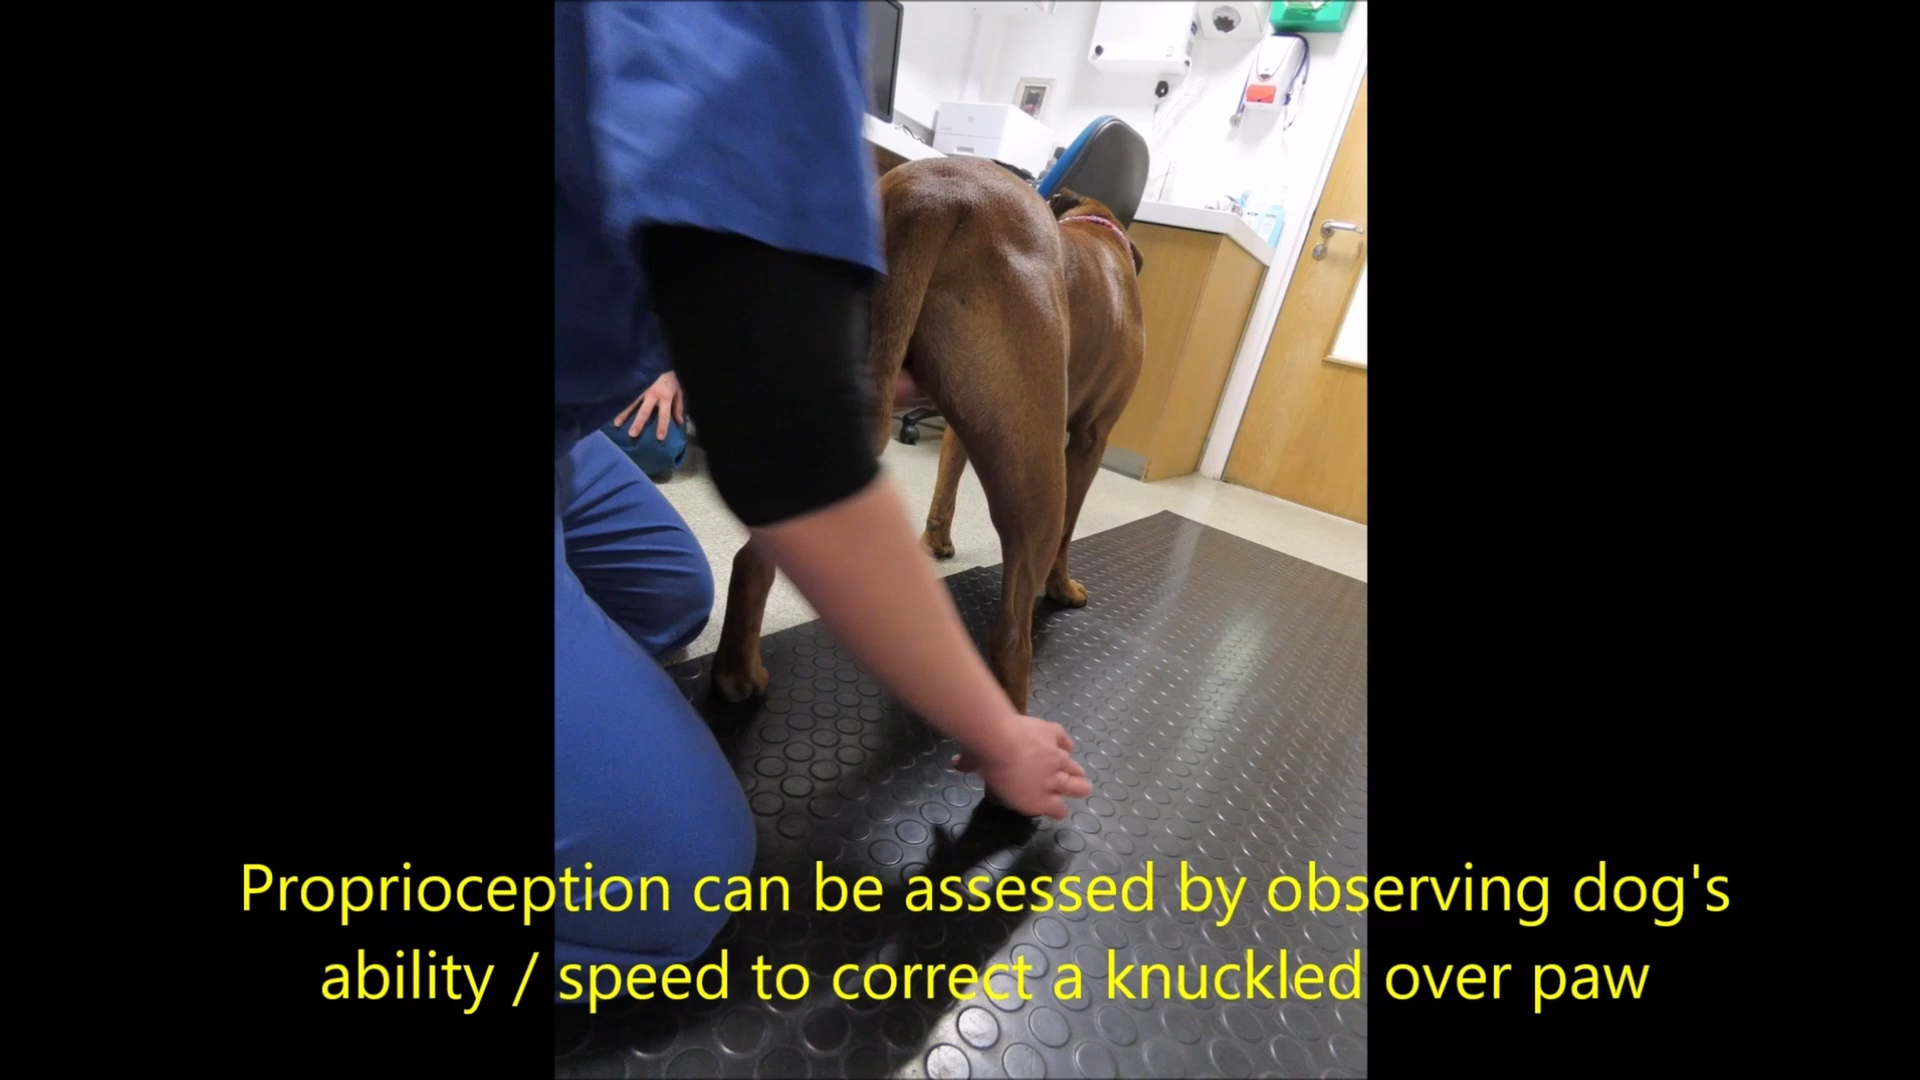 Proprioception can be assessed by observing dog's
ability / speed to correct a knuckled over paw